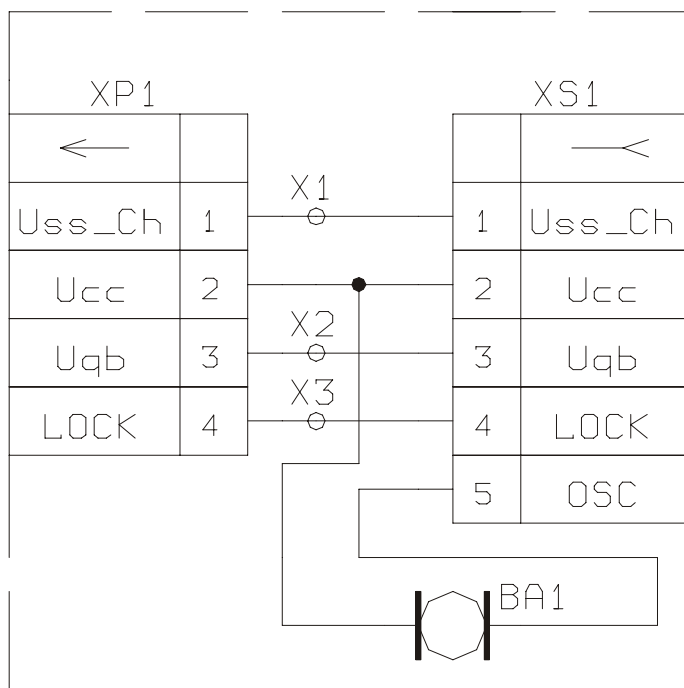 XP1 XS1
X1
Uss_Ch 1 1 Uss_Ch
Ucc 2 2 Ucc
X2
Uqb 3 3 Uqb
X3
LOCK 4 4 LOCK
5 OSC
BA1